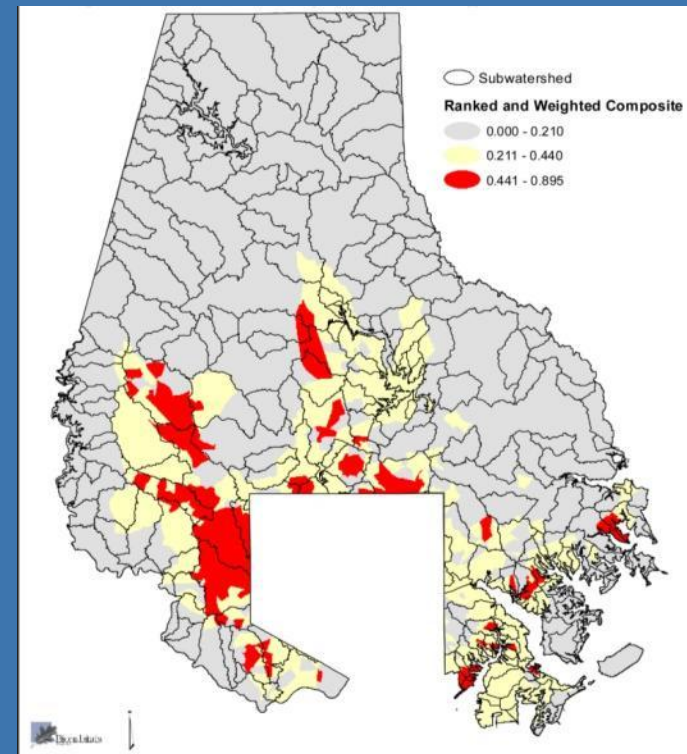 Subwatershed
Ranked and Weighted Composite
0.000 - 0.210
0.211 - 0.440
0.441 - 0.895